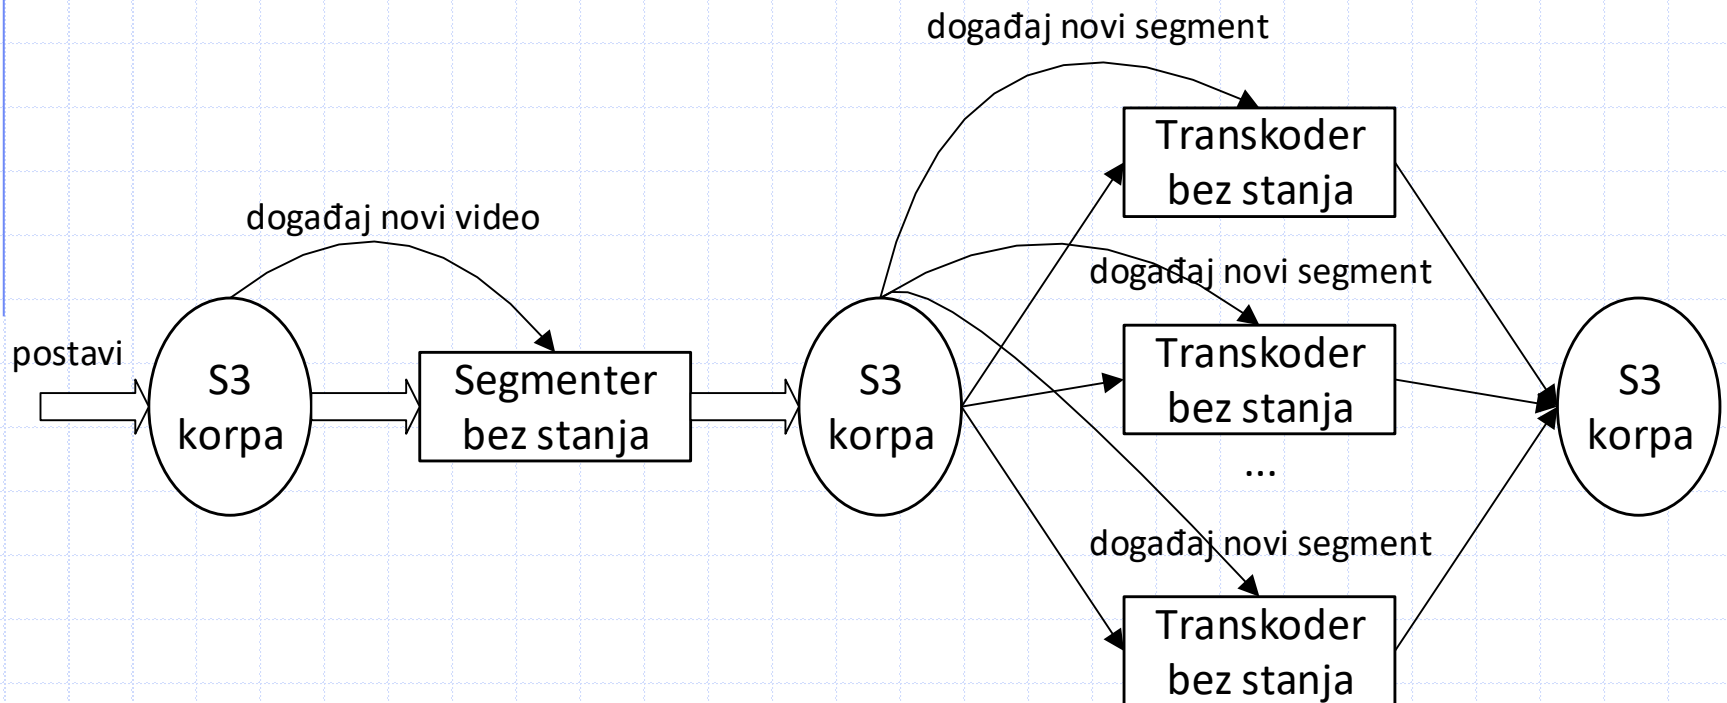 događaj novi segment
Transkoder
bez stanja
događaj novi video
događaj novi segment
postavi
S3
korpa
Segmenter
bez stanja
S3
korpa
Transkoder
bez stanja
S3
korpa
...
događaj novi segment
Transkoder
bez stanja